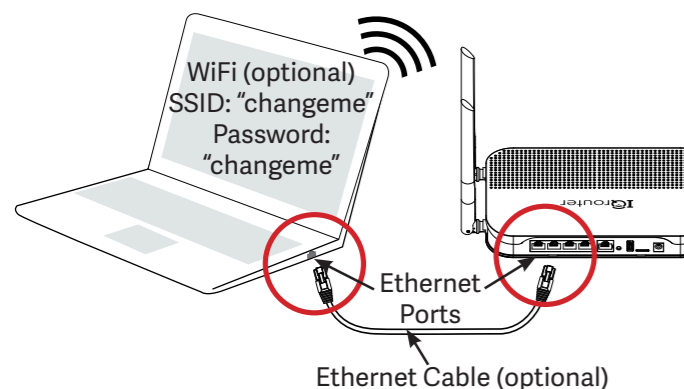 WiFi (optional)
SSID: “changeme”
Password:
“changeme”
IQrouter
Ethernet
Ports
Ethernet Cable (optional)